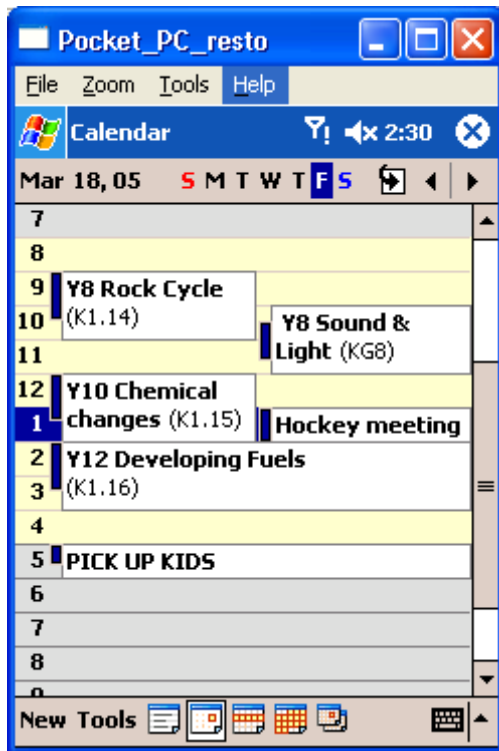 Pocket_PC_resto
File Zoom Tools Help
Calendar 2:30
Mar 18, 05 S M T W T F S
7
8
9 Y8 Rock Cycle
10 (K1.14) Y8 Sound &
11 Light (KG8)
12 Y10 Chemical
1 changes (K1.15) Hockey meeting
2 Y12 Developing Fuels
3 (K1.16)
4
5 PICK UP KIDS
6
7
8
New Tools